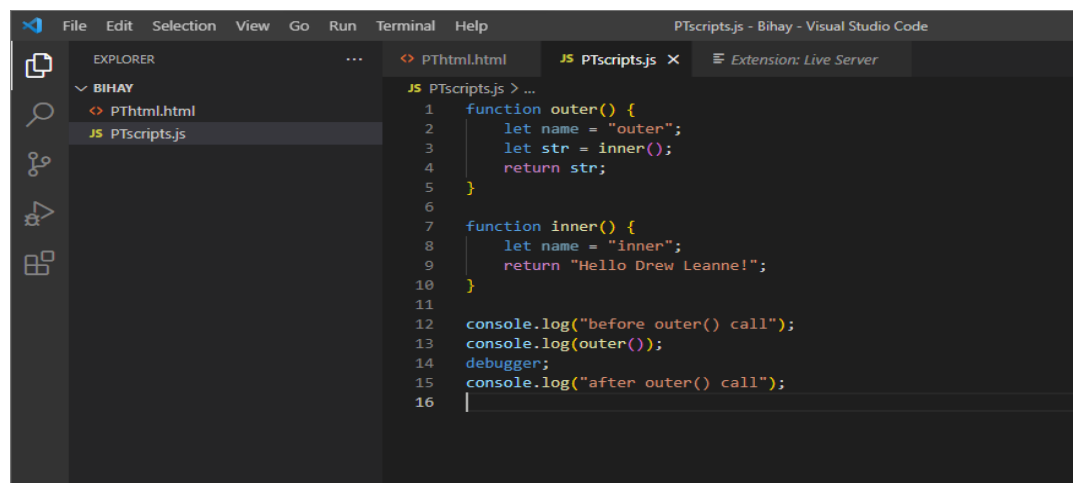 File Edit Selection View Go Run Terminal Help PTscripts.js - Bihay - Visual Studio Code
EXPLORER ...
BIHAY
<> PThtml.html
JS PTscripts.js
<> PThtml.html JS PTscripts.js × Extension: Live Server
JS PTscripts.js > ...
1 function outer() {
2     let name = "outer";
3     let str = inner();
4     return str;
5 }
6
7 function inner() {
8     let name = "inner";
9     return "Hello Drew Leanne!";
10 }
11
12 console.log("before outer() call");
13 console.log(outer());
14 debugger;
15 console.log("after outer() call");
16